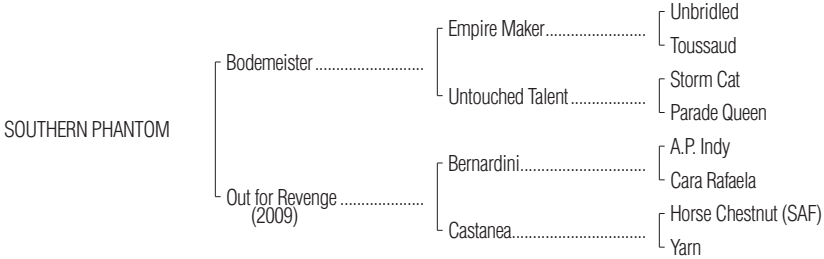 Unbridled
Empire Maker........................
Toussaud
Bodemeister..........................
Storm Cat
Untouched Talent..................
Parade Queen
SOUTHERN PHANTOM
A.P. Indy
Bernardini..............................
Cara Rafaela
Out for Revenge ....................
(2009)
Horse Chestnut (SAF)
Castanea................................
Yarn